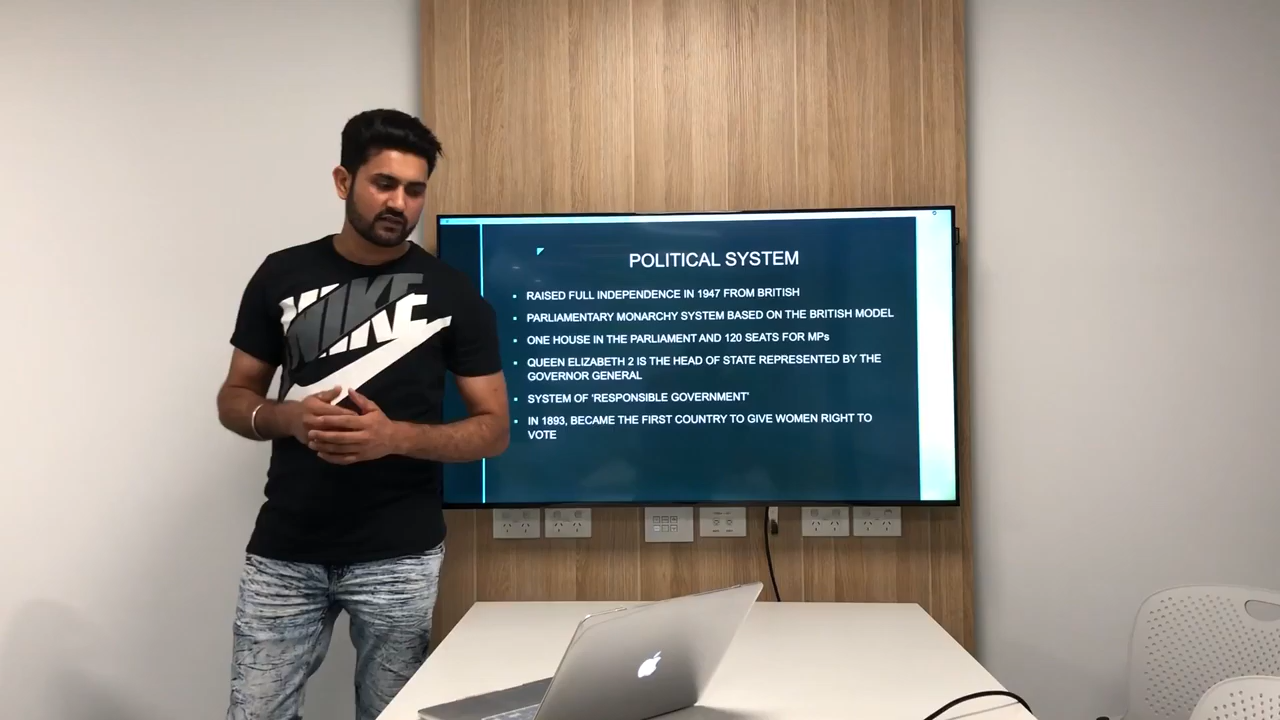 NIKE
NIKE
POLITICAL SYSTEM
RAISED FULL INDEPENDENCE IN 1947 FROM BRITISH
PARLIAMENTARY MONARCHY SYSTEM BASED ON THE BRITISH MODEL
ONE HOUSE IN THE PARLIAMENT AND 120 SEATS FOR MPs
QUEEN ELIZABETH 2 IS THE HEAD OF STATE REPRESENTED BY THE
GOVERNOR GENERAL
SYSTEM OF ‘RESPONSIBLE GOVERNMENT’
IN 1893, BECAME THE FIRST COUNTRY TO GIVE WOMEN RIGHT TO
VOTE